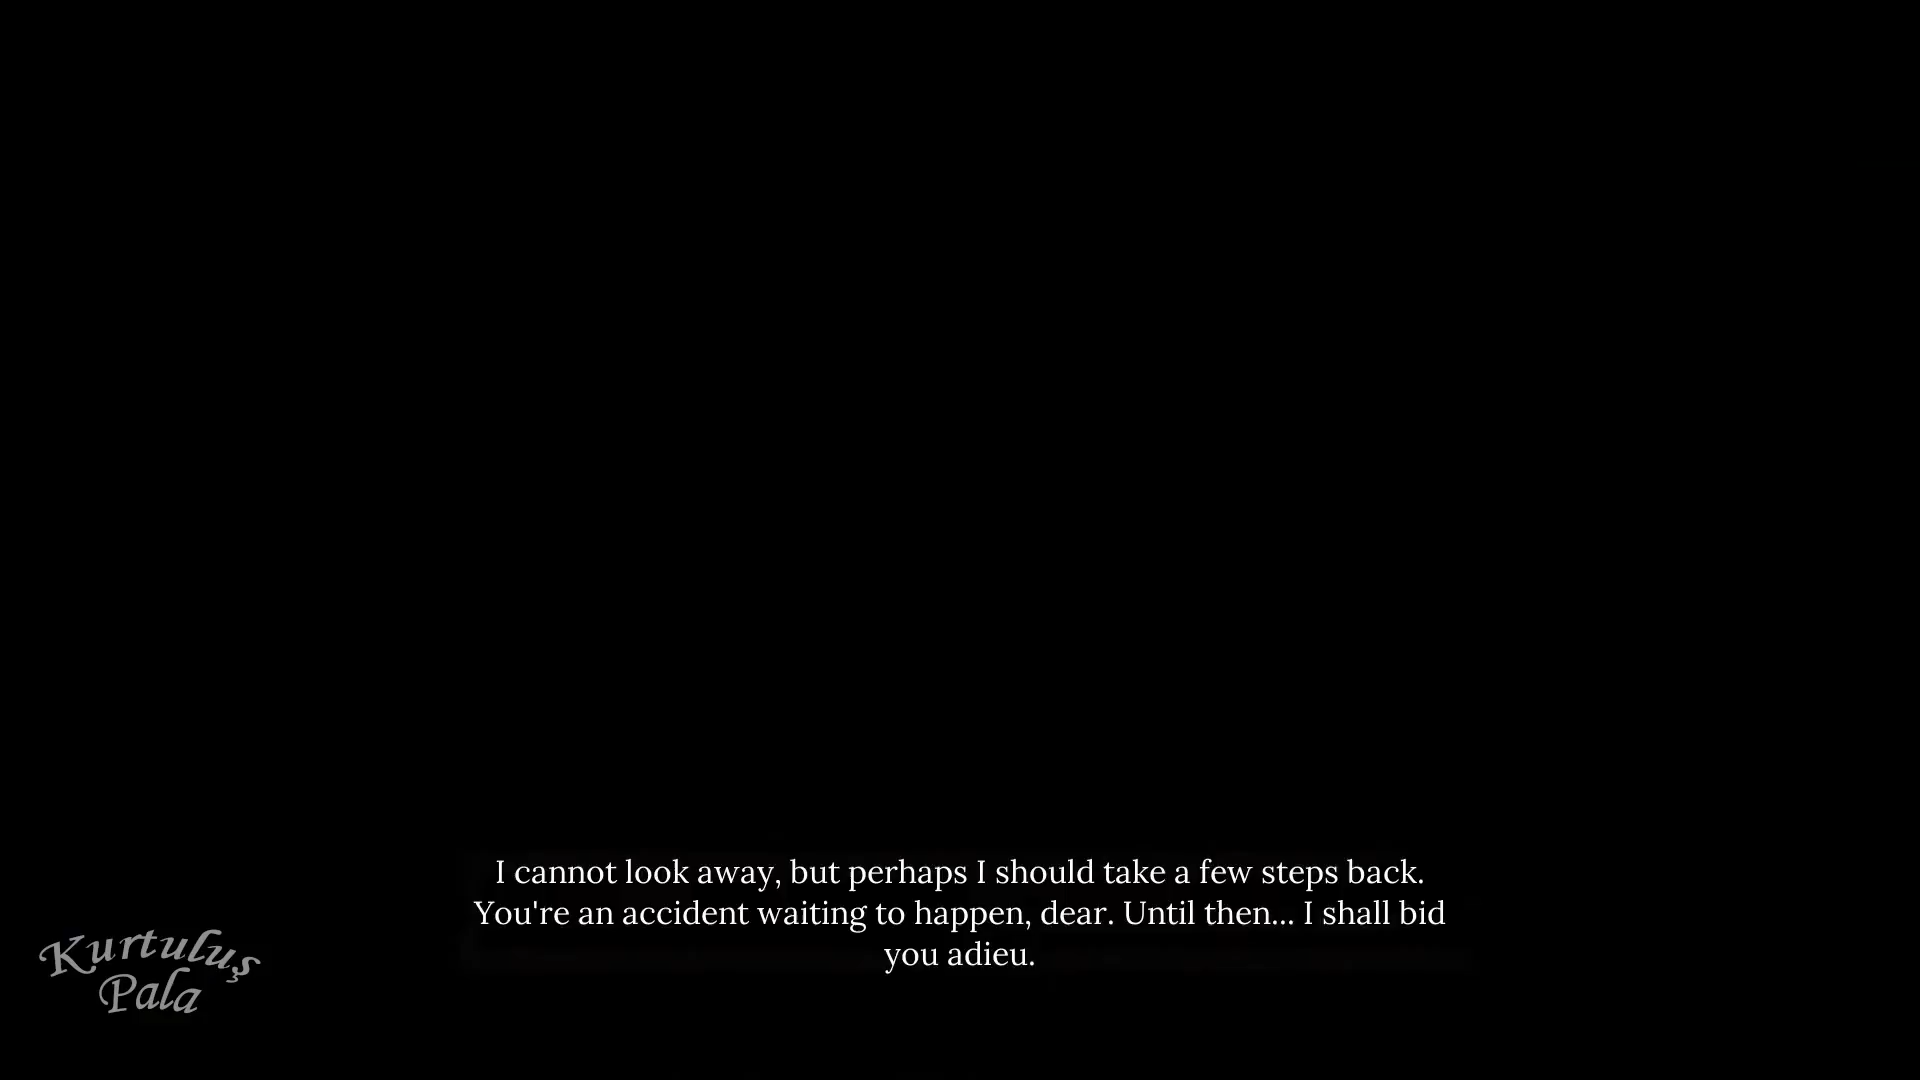 I cannot look away, but perhaps I should take a few steps back.
You're an accident waiting to happen, dear. Until then... I shall bid
you adieu.
Kurtuluş
Pala